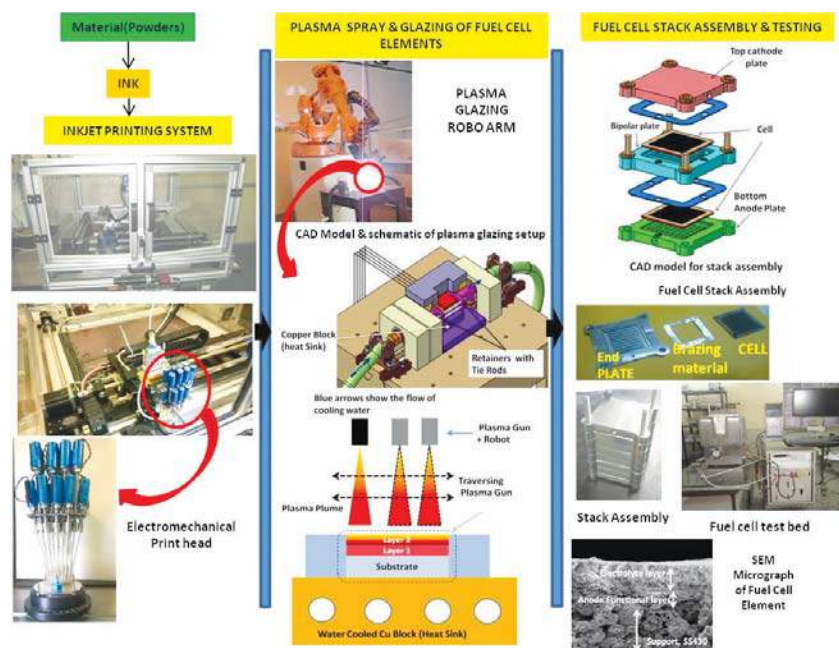 Material(Powders)
INK
INKJET PRINTING SYSTEM
Electromechanical
Print head
PLASMA SPRAY & GLAZING OF FUEL CELL
ELEMENTS
PLASMA
GLAZING
ROBO ARM
CAD Model & schematic of plasma glazing setup
Copper Block
(heat Sink)
Retainers with
Tie Rods
Blue arrows show the flow of
cooling water
Plasma Gun
+ Robot
Traversing
Plasma Gun
Plasma Plume
Layer 2
Layer 1
Substrate
Water Cooled Cu Block (Heat Sink)
FUEL CELL STACK ASSEMBLY & TESTING
Top cathode
plate
Bipolar plate
Cell
Bottom
Anode Plate
CAD model for stack assembly
Fuel Cell Stack Assembly
End
PLATE
Brazing
material
CELL
Stack Assembly
Fuel cell test bed
Electrolyte layer
Anode Functional layer
Support, SS430
SEM
Micrograph
of Fuel Cell
Element